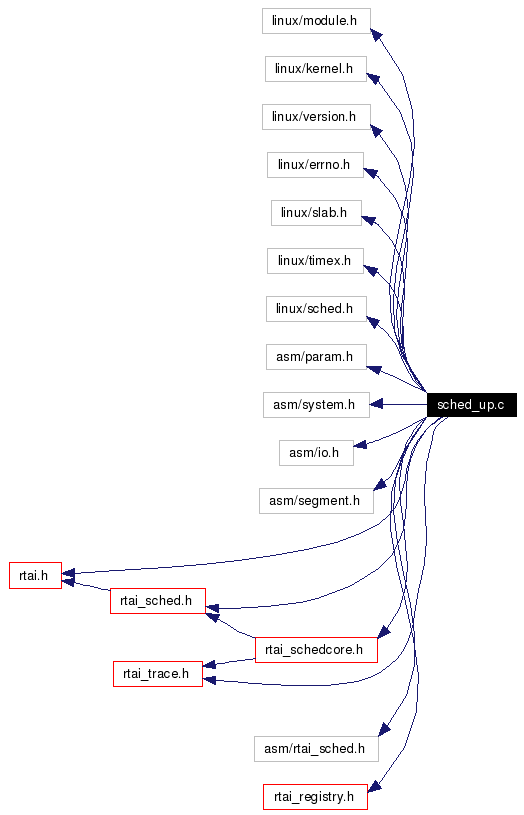 linux/module.h
linux/kernel.h
linux/version.h
linux/errno.h
linux/slab.h
linux/timex.h
linux/sched.h
asm/param.h
asm/system.h
sched_up.c
asm/io.h
asm/segment.h
rtai.h
rtai_sched.h
rtai_schedcore.h
rtai_trace.h
asm/rtai_sched.h
rtai_registry.h